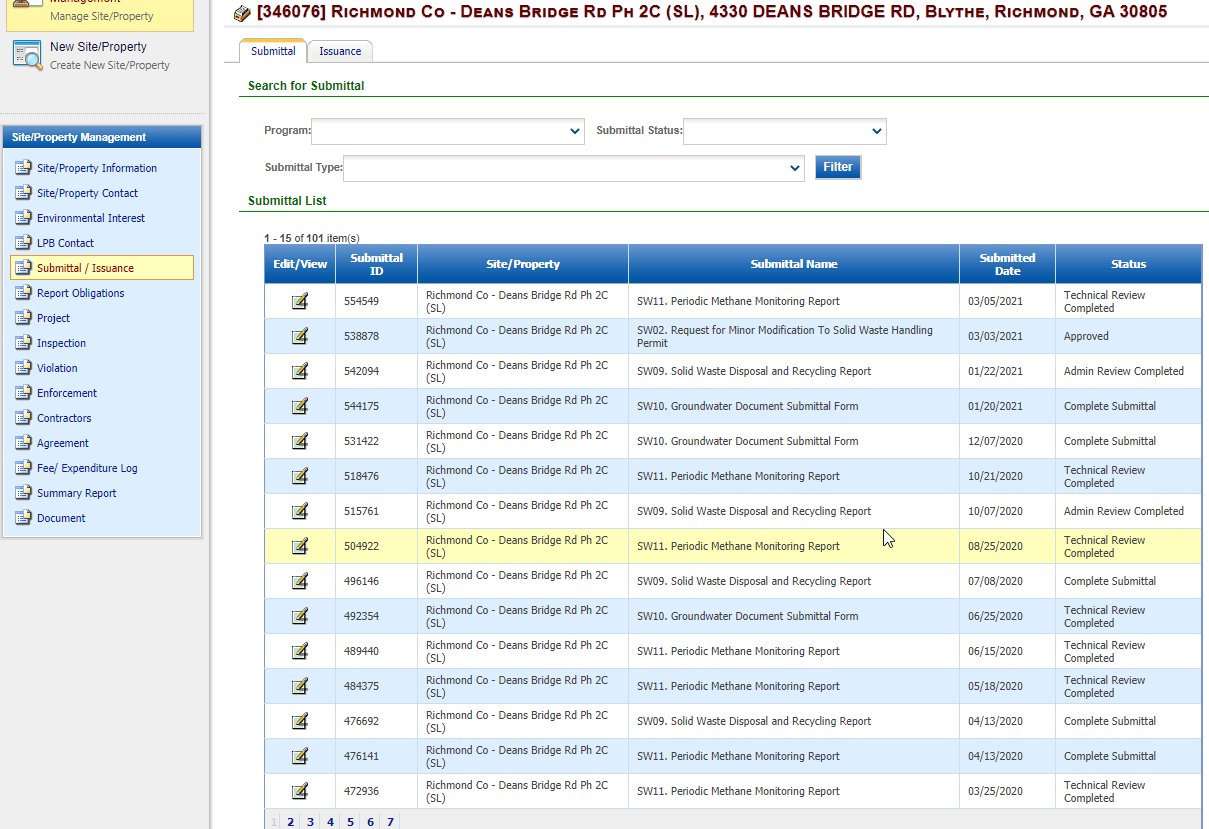 Management
Manage Site/Property
New Site/Property
Create New Site/Property
Site/Property Management
Site/Property Information
Site/Property Contact
Environmental Interest
LPB Contact
Submittal / Issuance
Report Obligations
Project
Inspection
Violation
Enforcement
Contractors
Agreement
Fee/ Expenditure Log
Summary Report
Document
[346076] Richmond Co - Deans Bridge Rd Ph 2C (SL), 4330 DEANS BRIDGE RD, Blythe, Richmond, GA 30805
Submittal Issuance
Search for Submittal
Program: Submittal Status:
Submittal Type: Filter
Submittal List
1 - 15 of 101 item(s)
Edit/View Submittal ID Site/Property Submittal Name Submitted Date Status
554549 Richmond Co - Deans Bridge Rd Ph 2C (SL) SW11. Periodic Methane Monitoring Report 03/05/2021 Technical Review Completed
538878 Richmond Co - Deans Bridge Rd Ph 2C (SL) SW02. Request for Minor Modification To Solid Waste Handling Permit 03/03/2021 Approved
542094 Richmond Co - Deans Bridge Rd Ph 2C (SL) SW09. Solid Waste Disposal and Recycling Report 01/22/2021 Admin Review Completed
544175 Richmond Co - Deans Bridge Rd Ph 2C (SL) SW10. Groundwater Document Submittal Form 01/20/2021 Complete Submittal
531422 Richmond Co - Deans Bridge Rd Ph 2C (SL) SW10. Groundwater Document Submittal Form 12/07/2020 Complete Submittal
518476 Richmond Co - Deans Bridge Rd Ph 2C (SL) SW11. Periodic Methane Monitoring Report 10/21/2020 Technical Review Completed
515761 Richmond Co - Deans Bridge Rd Ph 2C (SL) SW09. Solid Waste Disposal and Recycling Report 10/07/2020 Admin Review Completed
504922 Richmond Co - Deans Bridge Rd Ph 2C (SL) SW11. Periodic Methane Monitoring Report 08/25/2020 Technical Review Completed
496146 Richmond Co - Deans Bridge Rd Ph 2C (SL) SW09. Solid Waste Disposal and Recycling Report 07/08/2020 Complete Submittal
492354 Richmond Co - Deans Bridge Rd Ph 2C (SL) SW10. Groundwater Document Submittal Form 06/25/2020 Technical Review Completed
489440 Richmond Co - Deans Bridge Rd Ph 2C (SL) SW11. Periodic Methane Monitoring Report 06/15/2020 Technical Review Completed
484375 Richmond Co - Deans Bridge Rd Ph 2C (SL) SW11. Periodic Methane Monitoring Report 05/18/2020 Technical Review Completed
476692 Richmond Co - Deans Bridge Rd Ph 2C (SL) SW09. Solid Waste Disposal and Recycling Report 04/13/2020 Complete Submittal
476141 Richmond Co - Deans Bridge Rd Ph 2C (SL) SW11. Periodic Methane Monitoring Report 04/13/2020 Complete Submittal
472936 Richmond Co - Deans Bridge Rd Ph 2C (SL) SW11. Periodic Methane Monitoring Report 03/25/2020 Technical Review Completed
1 2 3 4 5 6 7